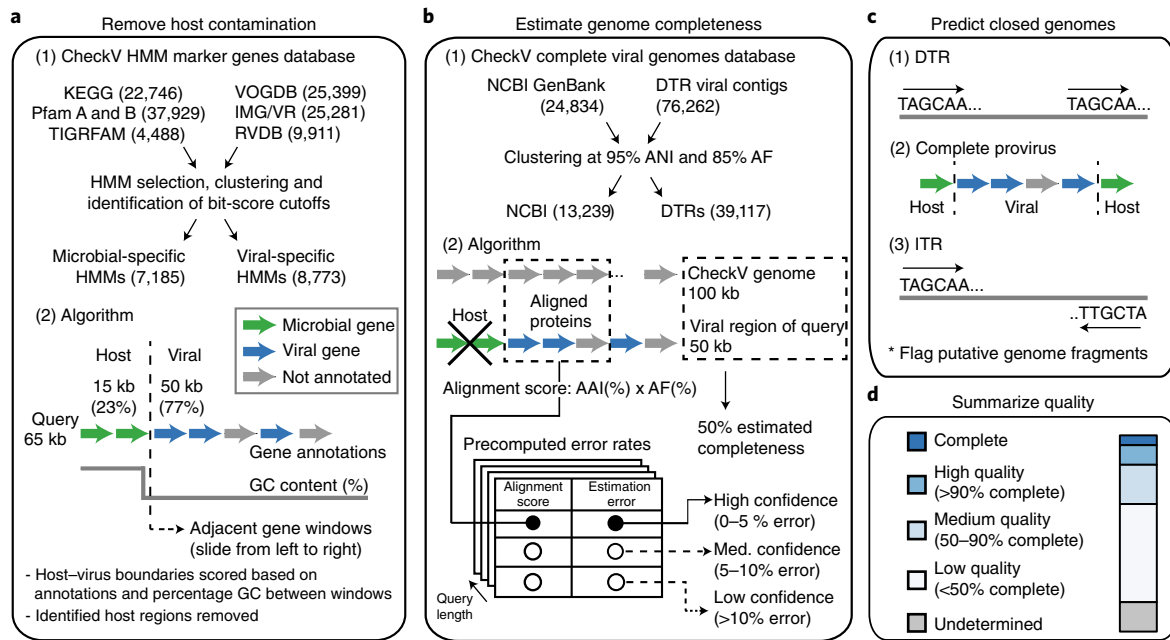 a Remove host contamination
(1) CheckV HMM marker genes database
KEGG (22,746)
Pfam A and B (37,929)
TIGRFAM (4,488)
VOGDB (25,399)
IMG/VR (25,281)
RVDB (9,911)
HMM selection, clustering and
identification of bit-score cutoffs
Microbial-specific
HMMs (7,185)
Viral-specific
HMMs (8,773)
(2) Algorithm
Microbial gene
Viral gene
Not annotated
Host
15 kb
(23%)
Viral
50 kb
(77%)
Query
65 kb
Gene annotations
GC content (%)
Adjacent gene windows
(slide from left to right)
- Host–virus boundaries scored based on
annotations and percentage GC between windows
- Identified host regions removed
b Estimate genome completeness
(1) CheckV complete viral genomes database
NCBI GenBank
(24,834)
DTR viral contigs
(76,262)
Clustering at 95% ANI and 85% AF
NCBI (13,239)
DTRs (39,117)
(2) Algorithm
...
CheckV genome
100 kb
Aligned
proteins
Host
Viral region of query
50 kb
Alignment score: AAI(%) x AF(%)
50% estimated
completeness
Precomputed error rates
Alignment
score
Estimation
error
Query
length
High confidence
(0–5 % error)
Med. confidence
(5–10% error)
Low confidence
(>10% error)
c Predict closed genomes
(1) DTR
TAGCAA... TAGCAA...
(2) Complete provirus
Host Viral Host
(3) ITR
TAGCAA...
..TTGCTA
* Flag putative genome fragments
d Summarize quality
Complete
High quality
(>90% complete)
Medium quality
(50–90% complete)
Low quality
(<50% complete)
Undetermined